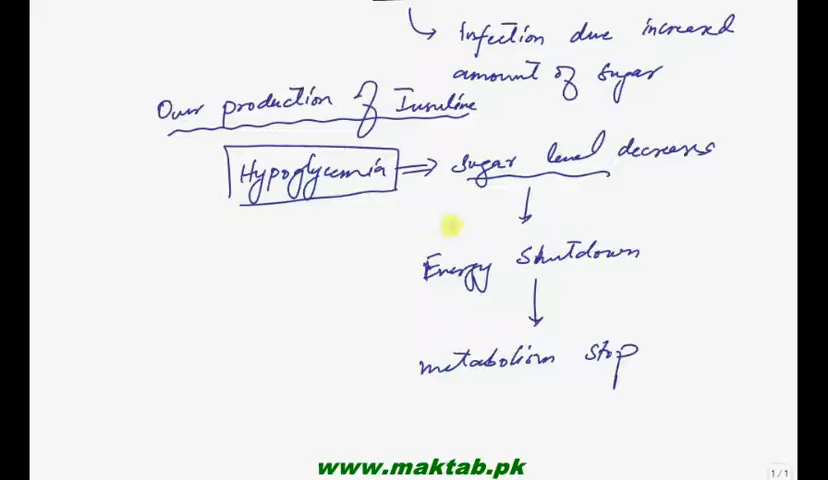 Infection due increased
amount of sugar
Over production of Insuline
Hypoglycemia ⇒ Sugar level decreases
↓
Energy Shutdown
↓
metabolism stop
www.maktab.pk
1 / 1